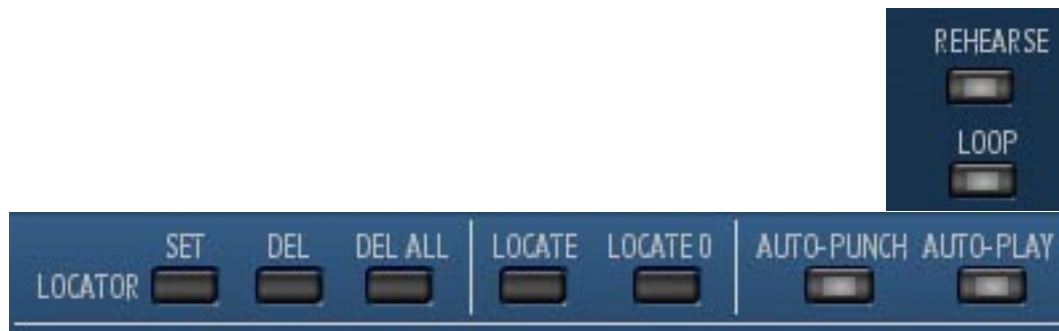 REHEARSE
LOOP
SET DEL DEL ALL LOCATE LOCATE 0 AUTO-PUNCH AUTO-PLAY
LOCATOR